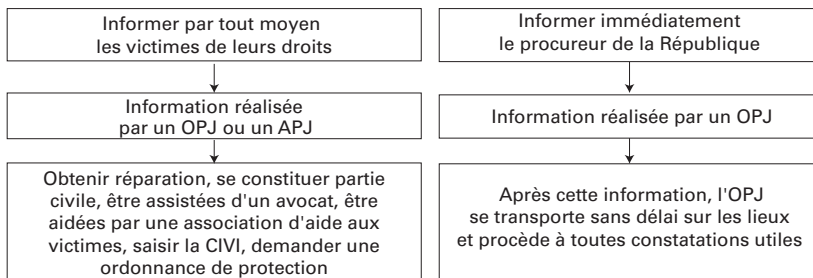 Informer par tout moyen
les victimes de leurs droits
Information réalisée
par un OPJ ou un APJ
Obtenir réparation, se constituer partie
civile, être assistées d'un avocat, être
aidées par une association d'aide aux
victimes, saisir la CIVI, demander une
ordonnance de protection
Informer immédiatement
le procureur de la République
Information réalisée par un OPJ
Après cette information, l'OPJ
se transporte sans délai sur les lieux
et procède à toutes constatations utiles